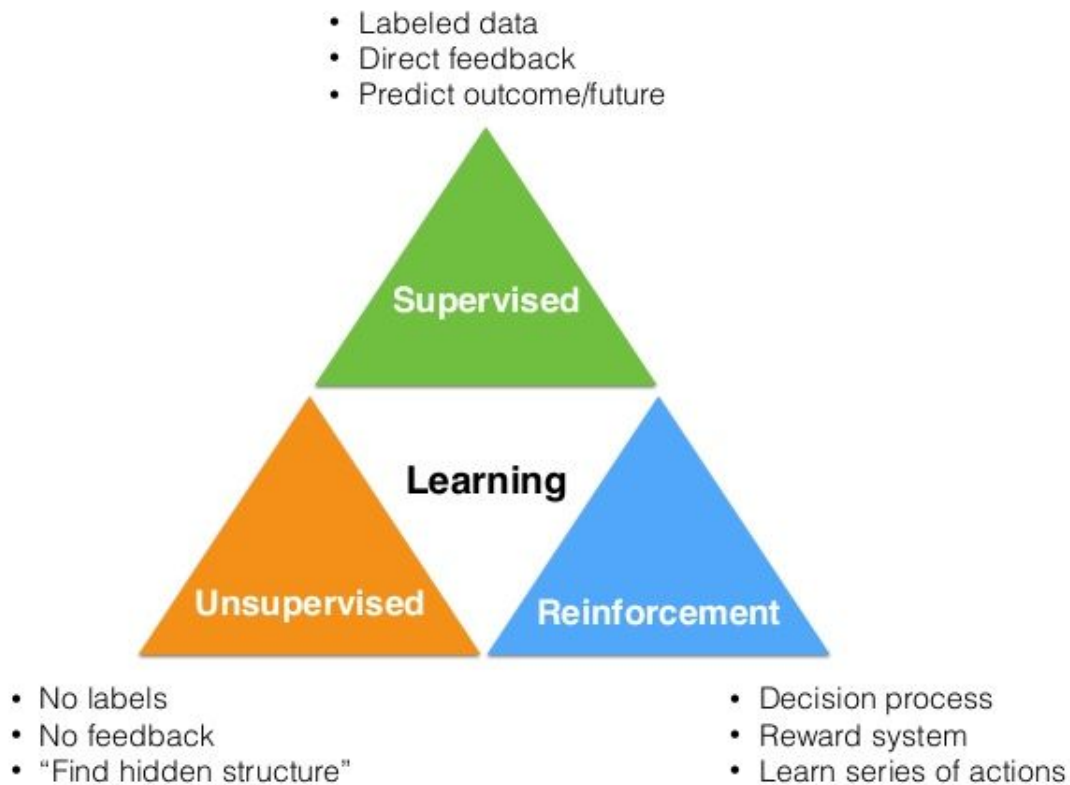 • Labeled data
• Direct feedback
• Predict outcome/future
Supervised
Learning
Unsupervised
Reinforcement
• No labels
• No feedback
• “Find hidden structure”
• Decision process
• Reward system
• Learn series of actions